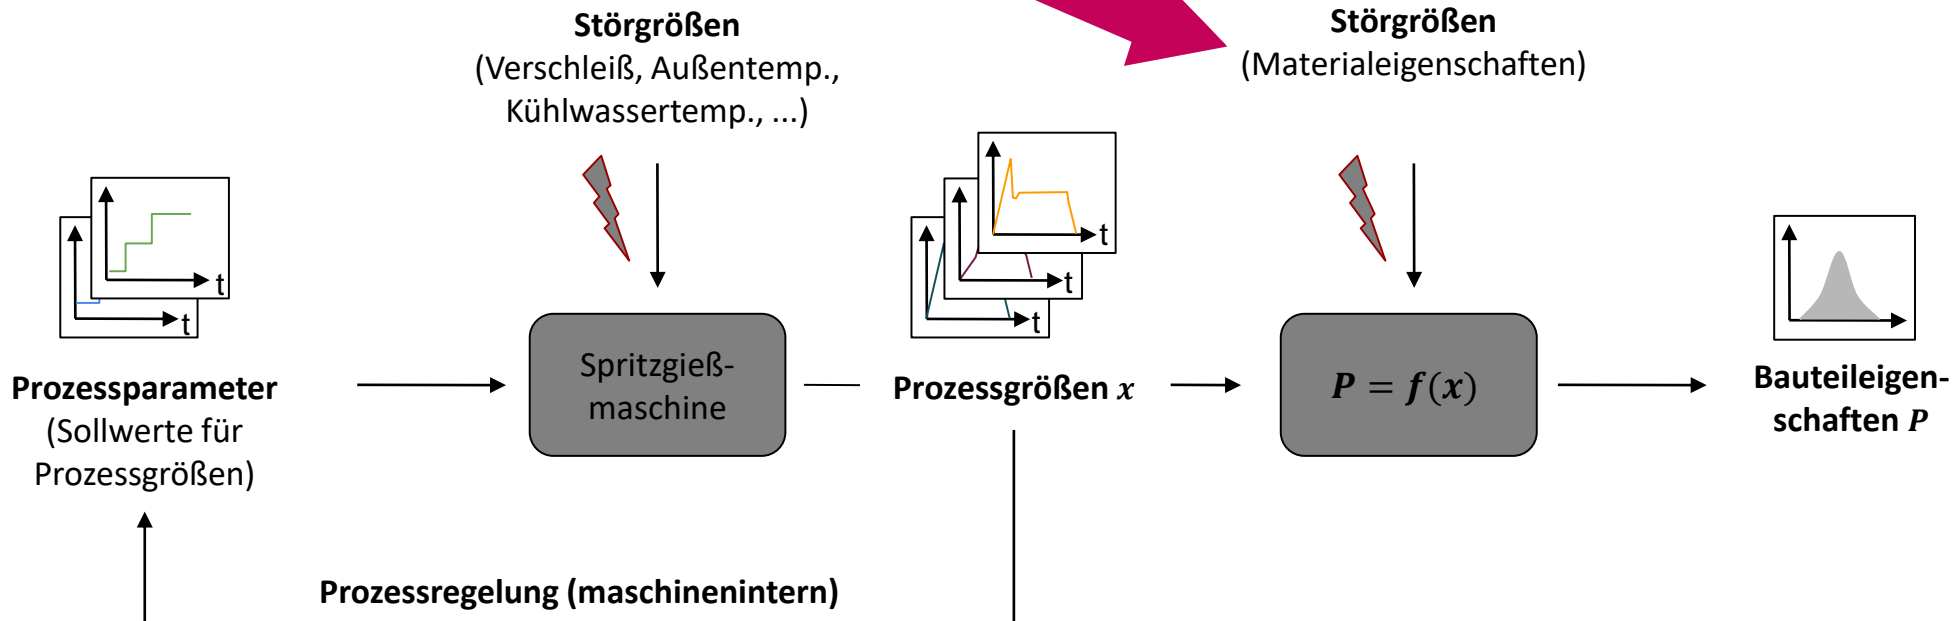 Störgrößen
(Verschleiß, Außentemp.,
Kühlwassertemp., ...)
Störgrößen
(Materialeigenschaften)
t
t
t
t
t
Prozessparameter
(Sollwerte für
Prozessgrößen)
Spritzgieß-
maschine
Prozessgrößen x
P = f(x)
Bauteileigen-
schaften P
Prozessregelung (maschinenintern)